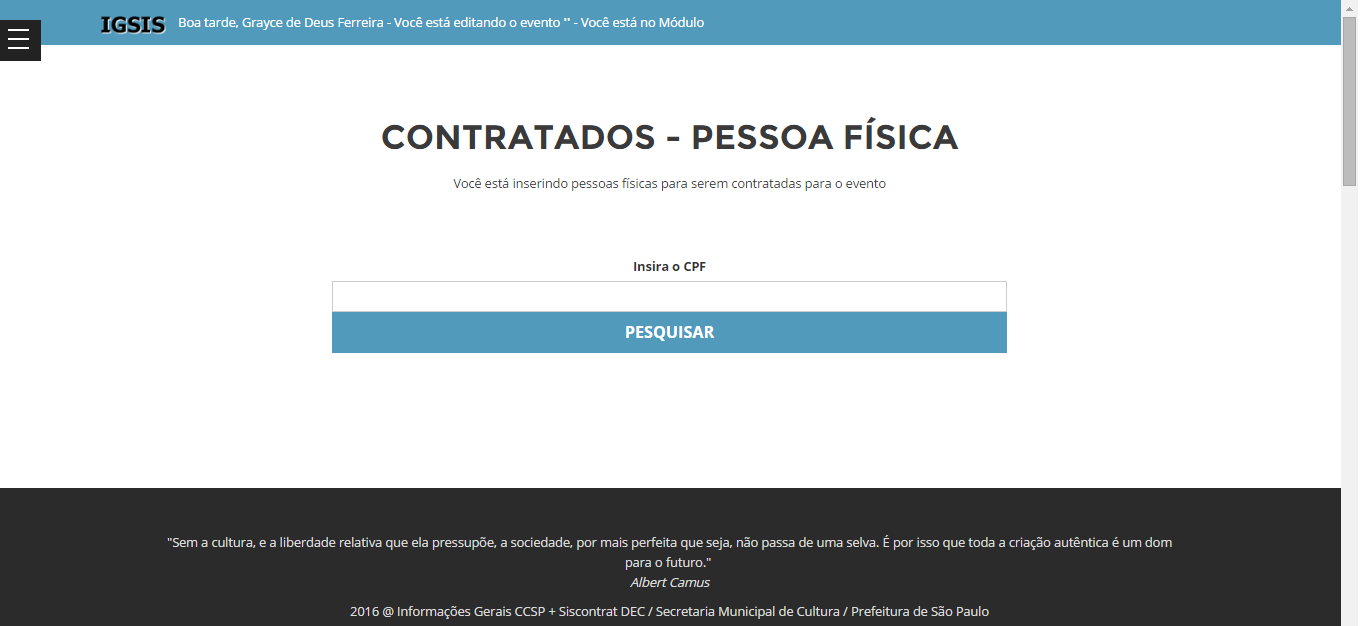 IGSIS Boa tarde, Grayce de Deus Ferreira - Você está editando o evento '' - Você está no Módulo
CONTRATADOS - PESSOA FÍSICA
Você está inserindo pessoas físicas para serem contratadas para o evento
Insira o CPF
PESQUISAR
"Sem a cultura, e a liberdade relativa que ela pressupõe, a sociedade, por mais perfeita que seja, não passa de uma selva. É por isso que toda a criação autêntica é um dom
para o futuro."
Albert Camus
2016 @ Informações Gerais CCSP + Siscontrat DEC / Secretaria Municipal de Cultura / Prefeitura de São Paulo